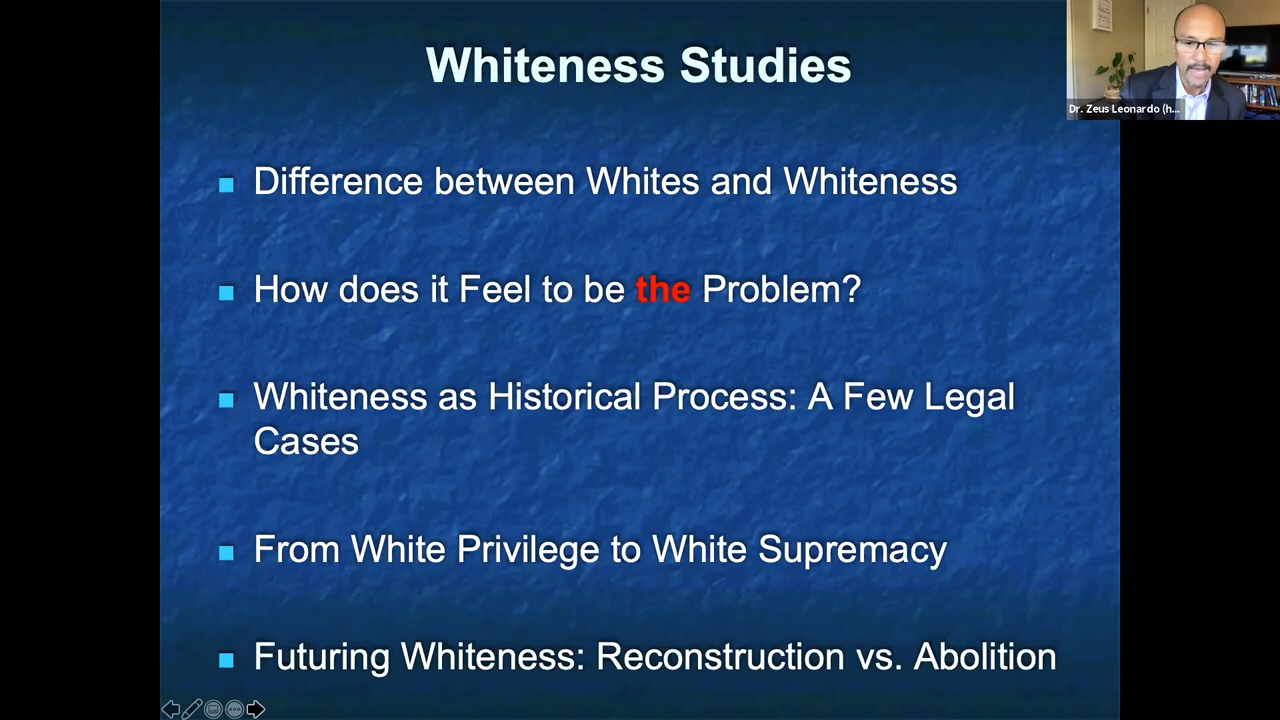 Whiteness Studies
Dr. Zeus Leonardo (h...
Difference between Whites and Whiteness
How does it Feel to be the Problem?
Whiteness as Historical Process: A Few Legal
Cases
From White Privilege to White Supremacy
Futuring Whiteness: Reconstruction vs. Abolition